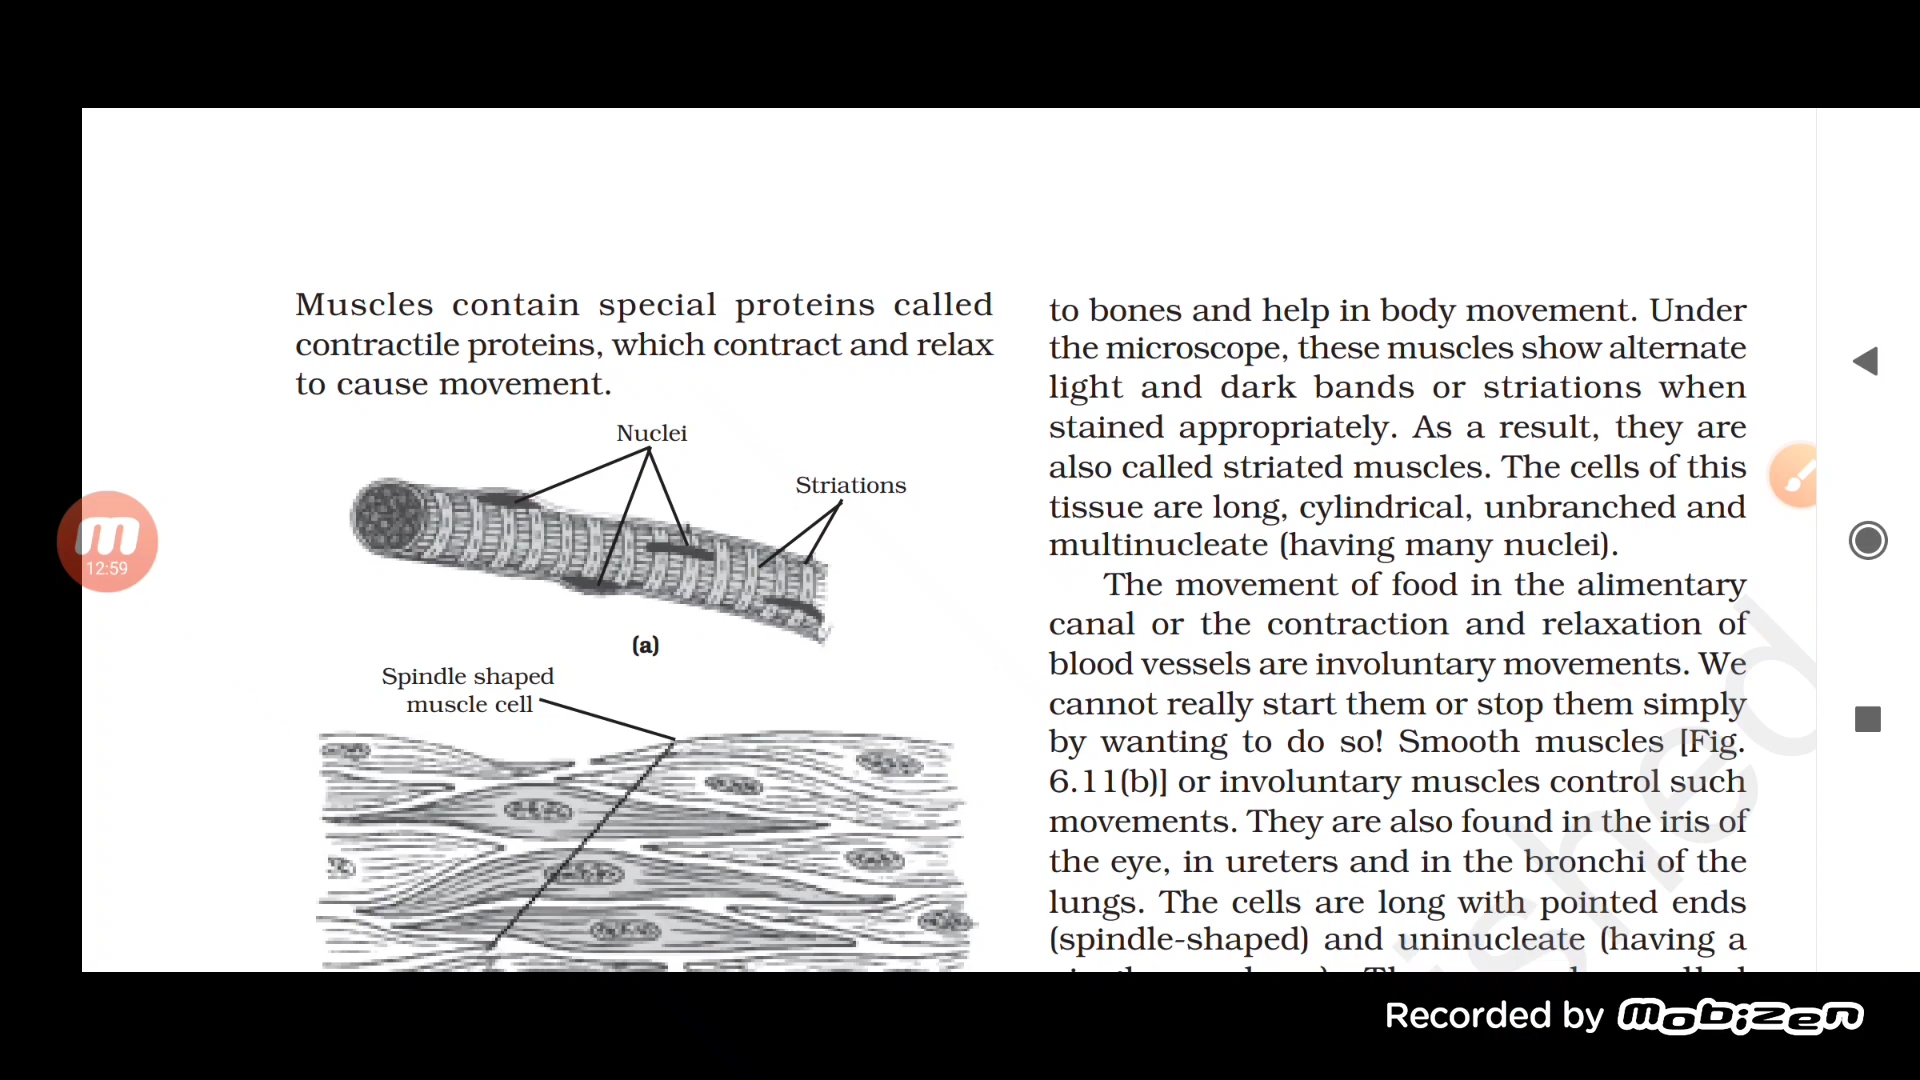 Muscles contain special proteins called
contractile proteins, which contract and relax
to cause movement.
Nuclei
Striations
(a)
Spindle shaped
muscle cell
to bones and help in body movement. Under
the microscope, these muscles show alternate
light and dark bands or striations when
stained appropriately. As a result, they are
also called striated muscles. The cells of this
tissue are long, cylindrical, unbranched and
multinucleate (having many nuclei).
The movement of food in the alimentary
canal or the contraction and relaxation of
blood vessels are involuntary movements. We
cannot really start them or stop them simply
by wanting to do so! Smooth muscles [Fig.
6.11(b)] or involuntary muscles control such
movements. They are also found in the iris of
the eye, in ureters and in the bronchi of the
lungs. The cells are long with pointed ends
(spindle-shaped) and uninucleate (having a
12:59
Recorded by mobizen